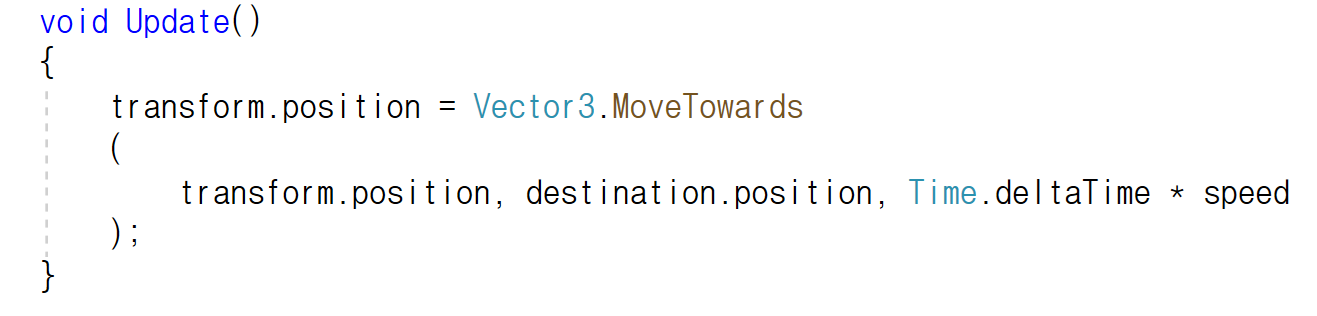 void Update()
{
transform.position = Vector3.MoveTowards
(
transform.position, destination.position, Time.deltaTime * speed
);
}